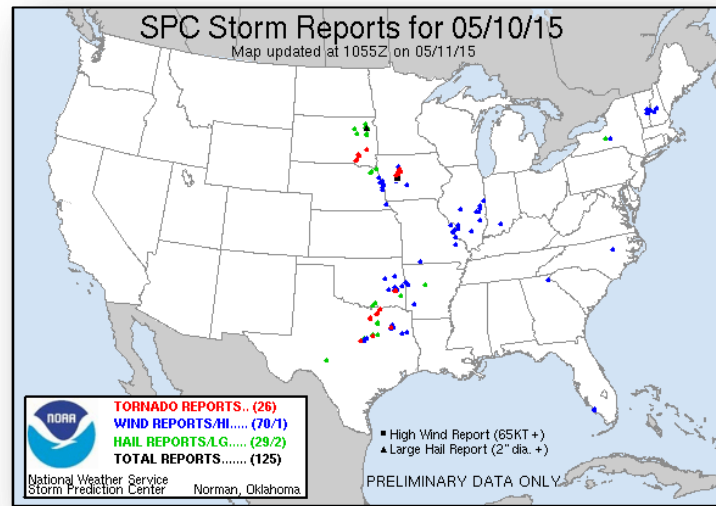 SPC Storm Reports for 05/10/15
Map updated at 1055Z on 05/11/15
NOAA
TORNADO REPORTS.. (26)
WIND REPORTS/HI..... (70/1)
HAIL REPORTS/LG..... (29/2)
TOTAL REPORTS....... (125)
National Weather Service
Storm Prediction Center Norman, Oklahoma
High Wind Report (65KT +)
Large Hail Report (2" dia. +)
PRELIMINARY DATA ONLY